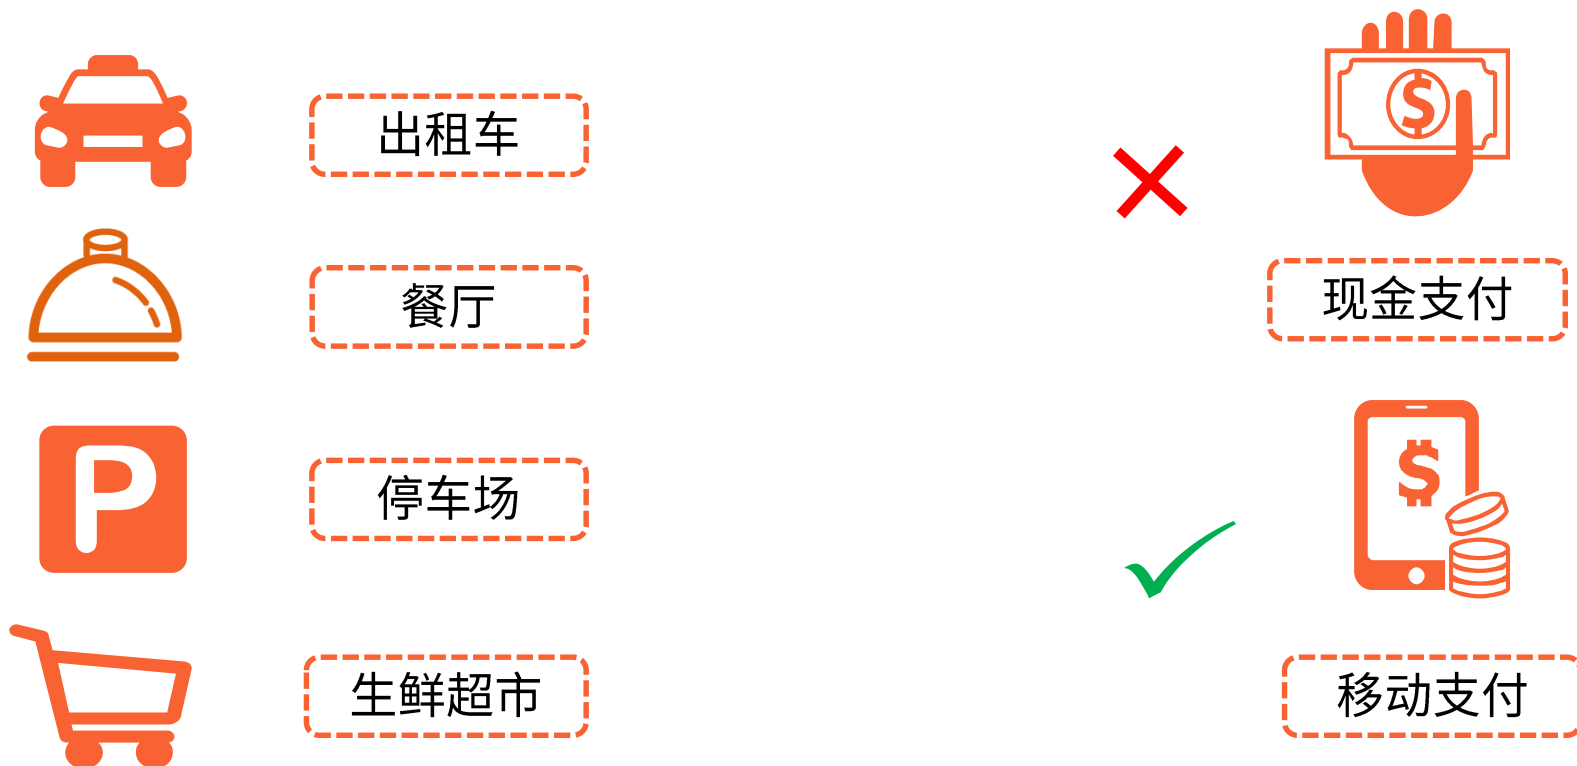 出租车
餐厅
停车场
生鲜超市
现金支付
移动支付